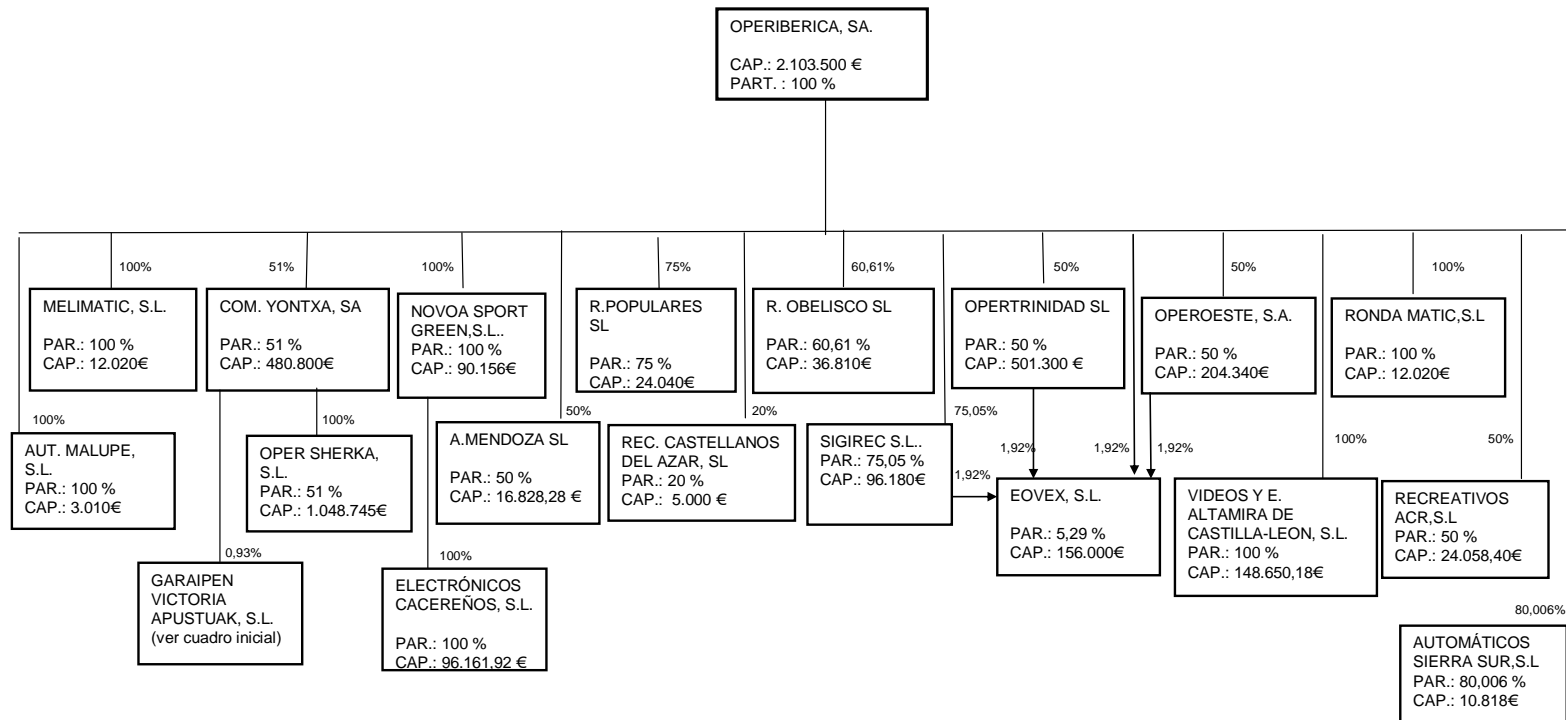 OPERIBERICA, SA.
CAP.: 2.103.500 €
PART. : 100 %
100%
51%
100%
75%
60,61%
50%
50%
100%
MELIMATIC, S.L.
PAR.: 100 %
CAP.: 12.020€
COM. YONTXA, SA
PAR.: 51 %
CAP.: 480.800€
NOVOA SPORT
GREEN,S.L..
PAR.: 100 %
CAP.: 90.156€
R.POPULARES
SL
PAR.: 75 %
CAP.: 24.040€
R. OBELISCO SL
PAR.: 60,61 %
CAP.: 36.810€
OPERTRINIDAD SL
PAR.: 50 %
CAP.: 501.300 €
OPEROESTE, S.A.
PAR.: 50 %
CAP.: 204.340€
RONDA MATIC,S.L
PAR.: 100 %
CAP.: 12.020€
100%
100%
50%
20%
75,05%
1,92%
1,92%
1,92%
1,92%
100%
50%
AUT. MALUPE,
S.L.
PAR.: 100 %
CAP.: 3.010€
OPER SHERKA,
S.L.
PAR.: 51 %
CAP.: 1.048.745€
A.MENDOZA SL
PAR.: 50 %
CAP.: 16.828,28 €
REC. CASTELLANOS
DEL AZAR, SL
PAR.: 20 %
CAP.: 5.000 €
SIGIREC S.L..
PAR.: 75,05 %
CAP.: 96.180€
EOVEX, S.L.
PAR.: 5,29 %
CAP.: 156.000€
VIDEOS Y E.
ALTAMIRA DE
CASTILLA-LEON, S.L.
PAR.: 100 %
CAP.: 148.650,18€
RECREATIVOS
ACR,S.L
PAR.: 50 %
CAP.: 24.058,40€
0,93%
100%
GARAIPEN
VICTORIA
APUSTUAK, S.L.
(ver cuadro inicial)
ELECTRÓNICOS
CACEREÑOS, S.L.
PAR.: 100 %
CAP.: 96.161,92 €
80,006%
AUTOMÁTICOS
SIERRA SUR,S.L
PAR.: 80,006 %
CAP.: 10.818€